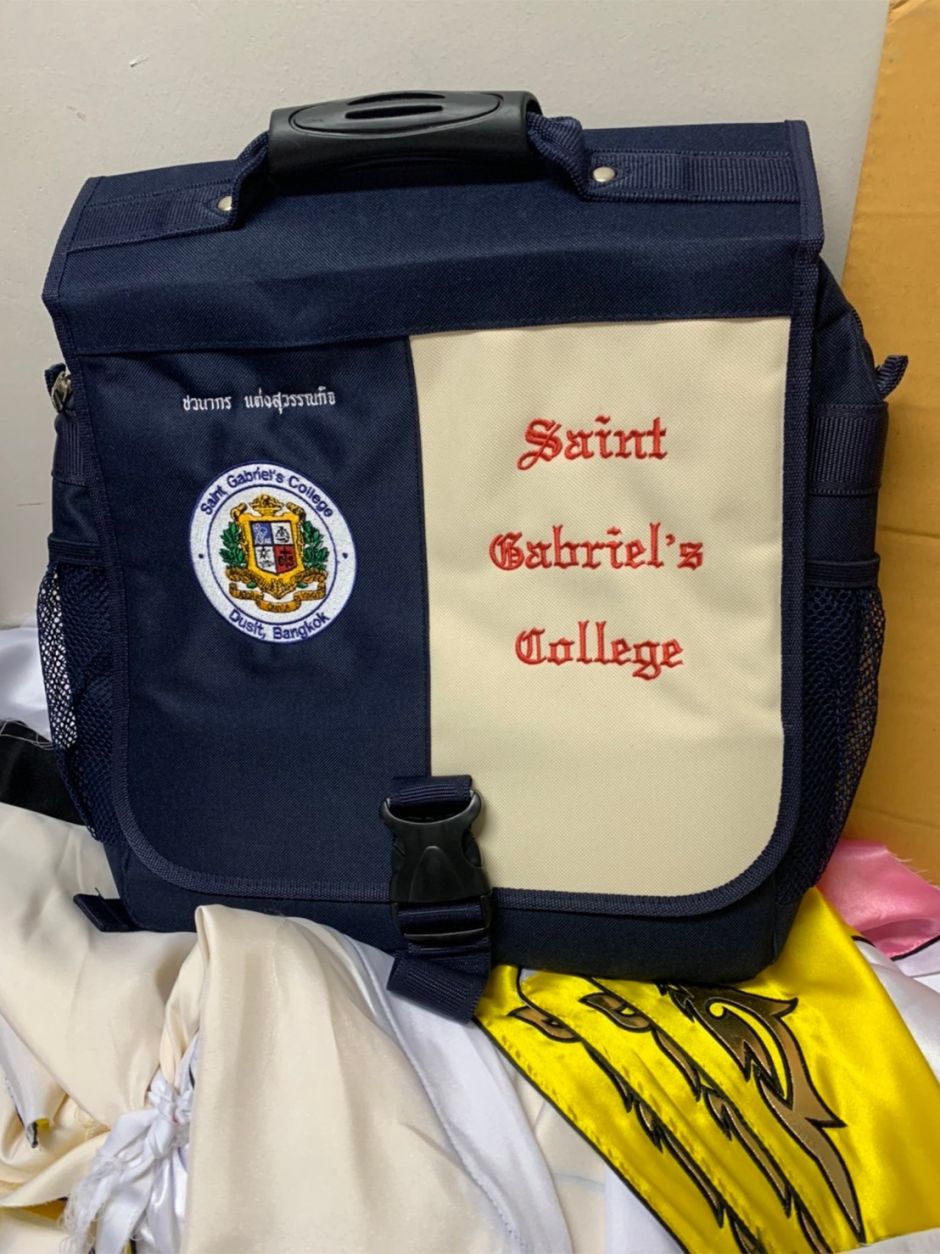 ชวนากร แต่งสุวรรณกิจ
Saint Gabriel's College
Dusit, Bangkok
Saint
Gabriel's
College